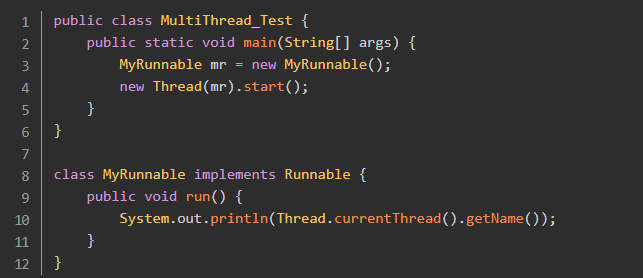 1 public class MultiThread_Test {
2     public static void main(String[] args) {
3         MyRunnable mr = new MyRunnable();
4         new Thread(mr).start();
5     }
6 }
7
8 class MyRunnable implements Runnable {
9     public void run() {
10         System.out.println(Thread.currentThread().getName());
11     }
12 }